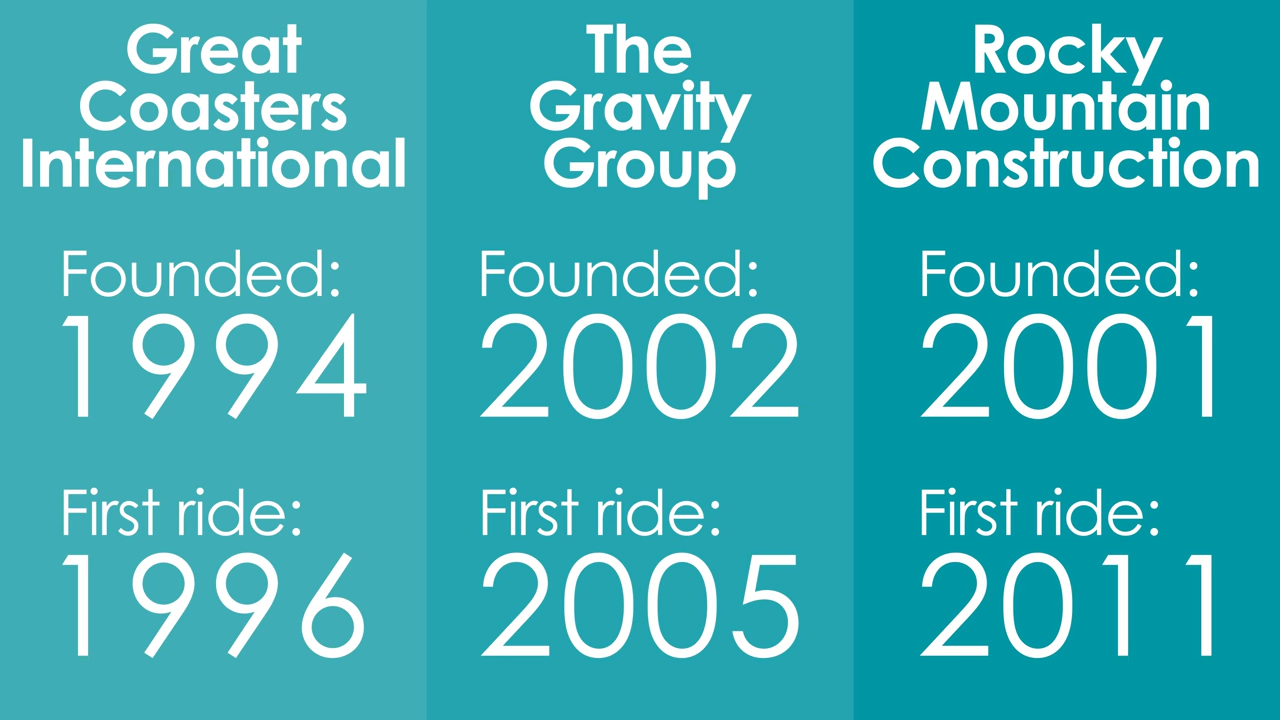 Great
Coasters
International
Founded:
1994
First ride:
1996
The
Gravity
Group
Founded:
2002
First ride:
2005
Rocky
Mountain
Construction
Founded:
2001
First ride:
2011